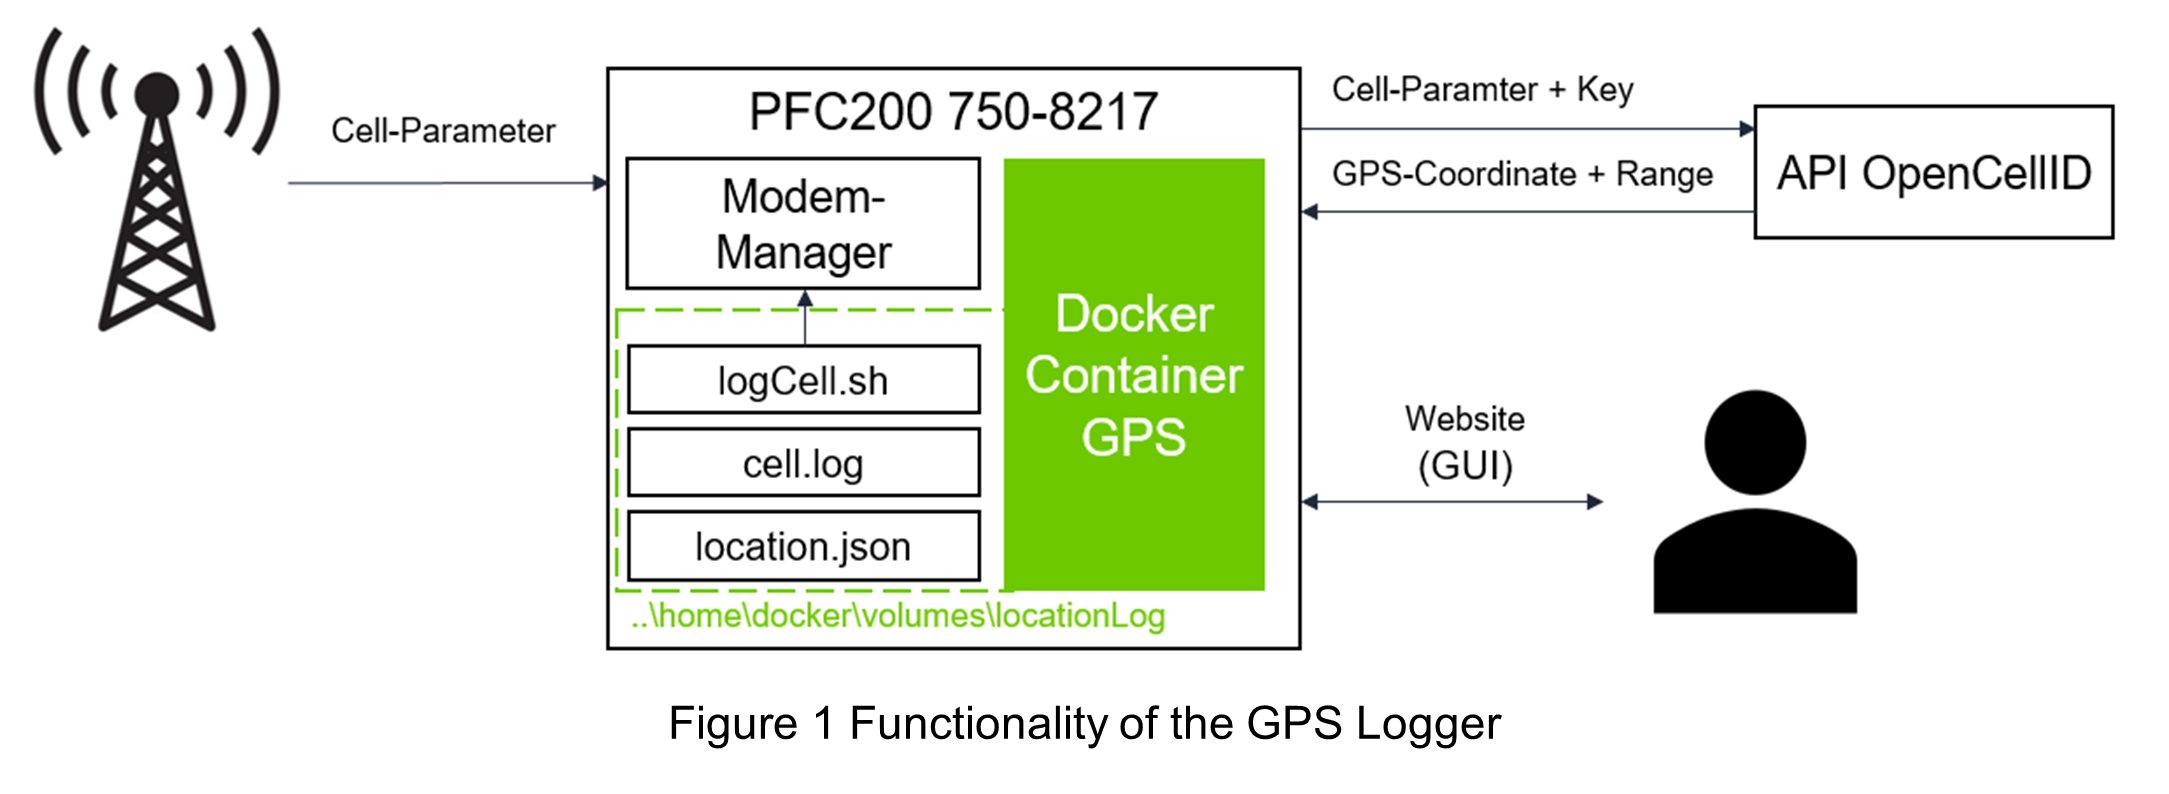 Cell-Parameter
PFC200 750-8217
Modem-
Manager
logCell.sh
cell.log
location.json
Docker
Container
GPS
..\home\docker\volumes\locationLog
Cell-Paramter + Key
GPS-Coordinate + Range
API OpenCellID
Website
(GUI)
Figure 1 Functionality of the GPS Logger